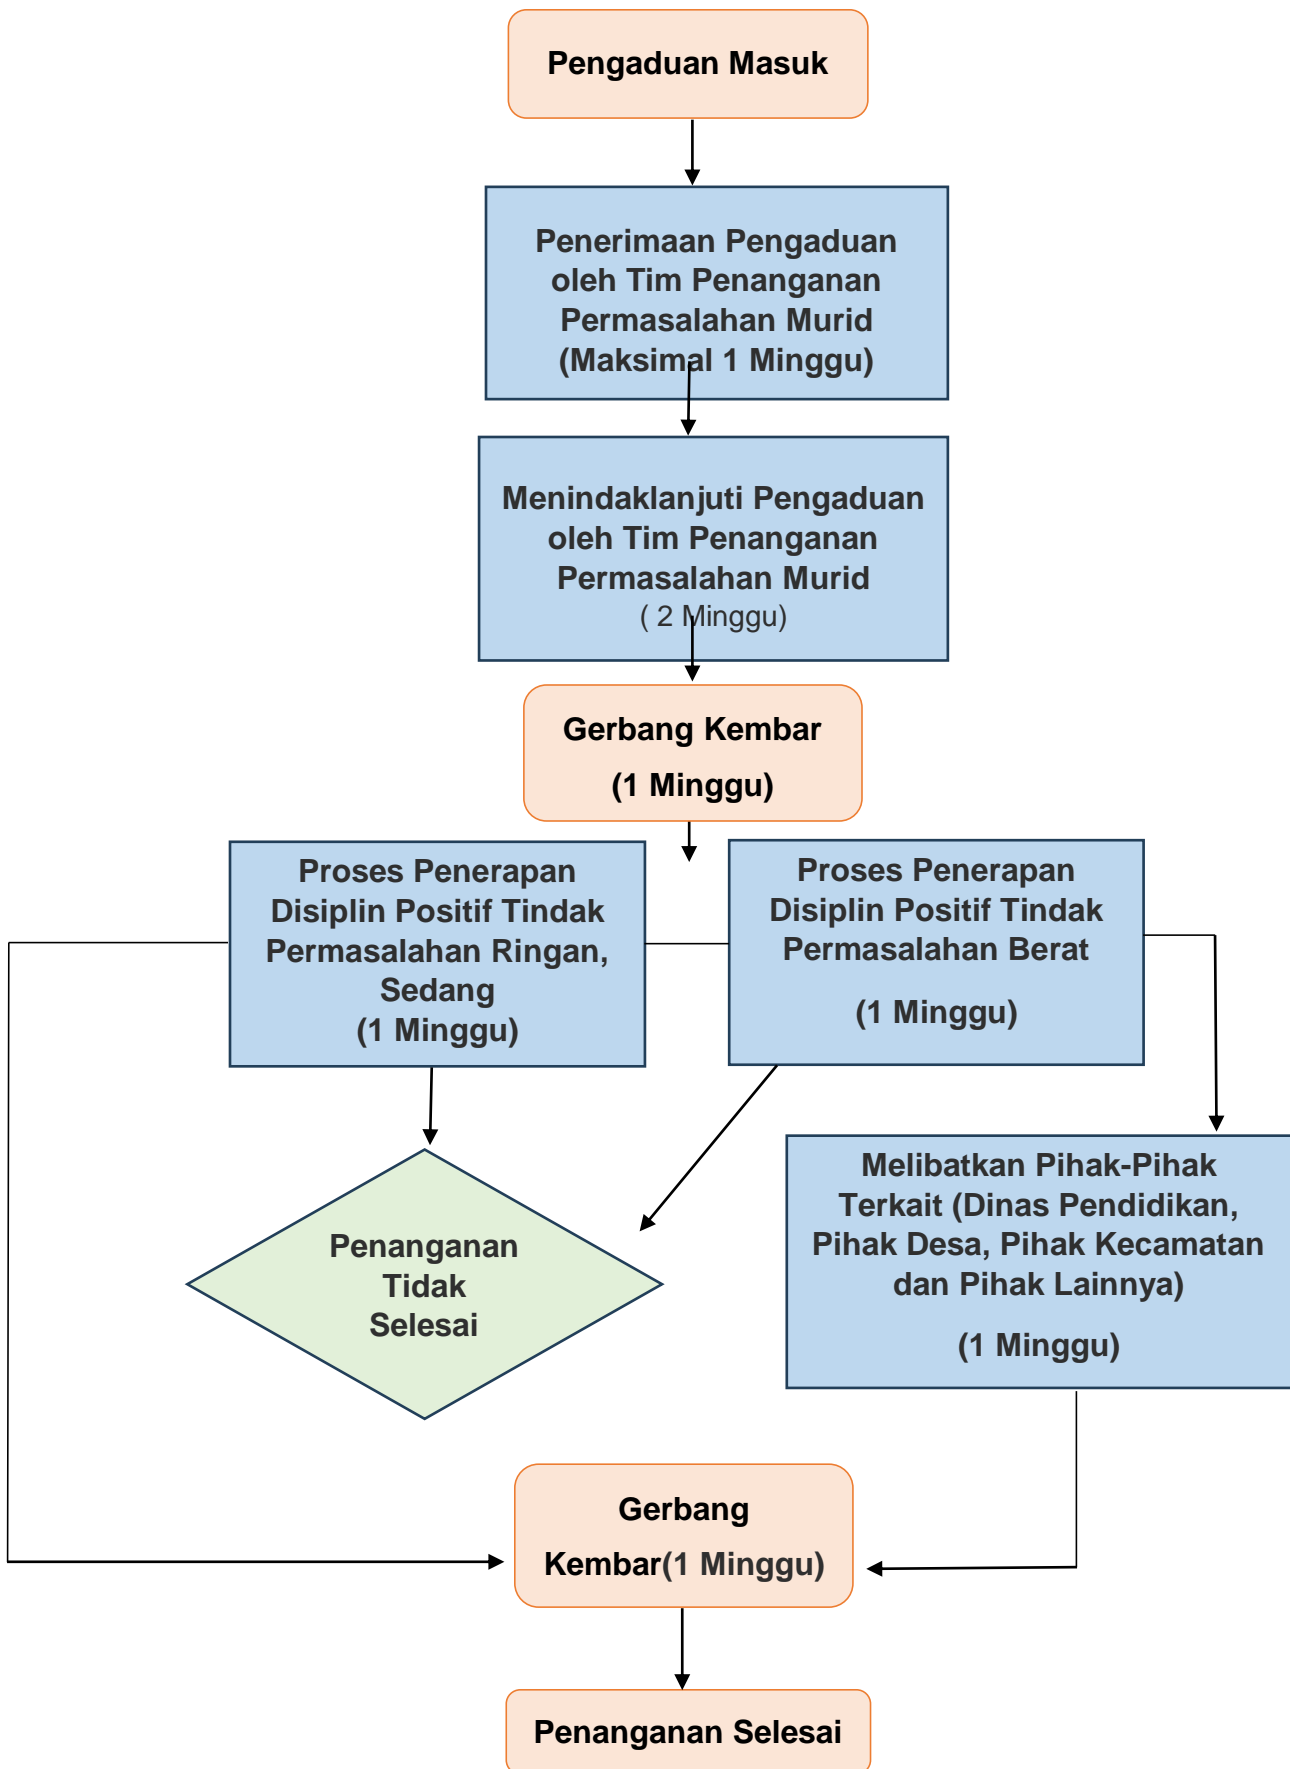 Pengaduan Masuk
Penerimaan Pengaduan
oleh Tim Penanganan
Permasalahan Murid
(Maksimal 1 Minggu)
Menindaklanjuti Pengaduan
oleh Tim Penanganan
Permasalahan Murid
( 2 Minggu)
Gerbang Kembar
(1 Minggu)
Proses Penerapan
Disiplin Positif Tindak
Permasalahan Ringan,
Sedang
(1 Minggu)
Proses Penerapan
Disiplin Positif Tindak
Permasalahan Berat
(1 Minggu)
Penanganan
Tidak
Selesai
Melibatkan Pihak-Pihak
Terkait (Dinas Pendidikan,
Pihak Desa, Pihak Kecamatan
dan Pihak Lainnya)
(1 Minggu)
Gerbang
Kembar(1 Minggu)
Penanganan Selesai